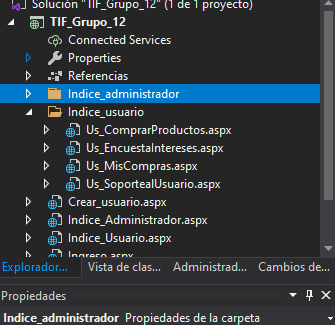 Solución "TIF_Grupo_12" (1 de 1 proyecto)
TIF_Grupo_12
Connected Services
Properties
Referencias
Indice_administrador
Indice_usuario
Us_ComprarProductos.aspx
Us_EncuestaIntereses.aspx
Us_MisCompras.aspx
Us_SoportealUsuario.aspx
Crear_usuario.aspx
Indice_Administrador.aspx
Indice_Usuario.aspx
Ingreso.aspx
Explorador... Vista de clas... Administrad... Cambios de...
Propiedades
Indice_administrador Propiedades de la carpeta